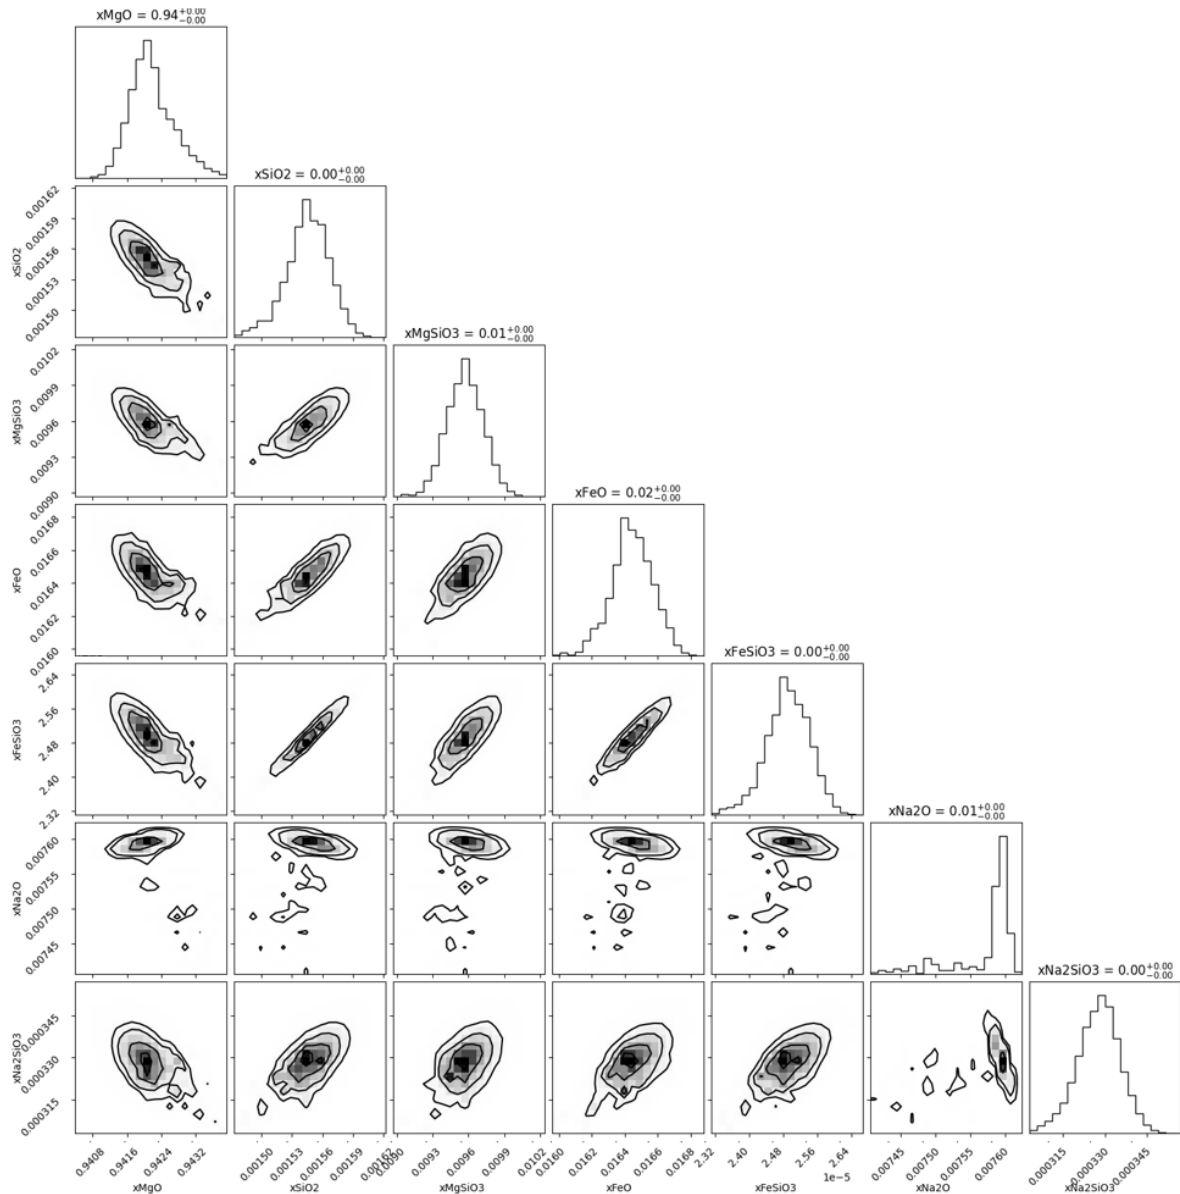 xMgO = 0.94+0.00−0.00
xSiO2 = 0.00+0.00−0.00
0.00162
0.00159
0.00156
0.00153
0.00150
xSiO2
xMgSiO3 = 0.01+0.00−0.00
0.0102
0.0099
0.0096
0.0093
0.0090
xMgSiO3
xFeO = 0.02+0.00−0.00
0.0168
0.0166
0.0164
0.0162
0.0160
xFeO
xFeSiO3 = 0.00+0.00−0.00
2.64
2.56
2.48
2.40
2.32
xFeSiO3
xNa2O = 0.01+0.00−0.00
0.00760
0.00755
0.00750
0.00745
xNa2O
xNa2SiO3 = 0.00+0.00−0.00
0.000345
0.000330
0.000315
xNa2SiO3
0.9408 0.9416 0.9424 0.9432
xMgO
0.00150 0.00153 0.00156 0.00159 0.00162
xSiO2
0.0090 0.0093 0.0096 0.0099 0.0102
xMgSiO3
0.0160 0.0162 0.0164 0.0166 0.0168
xFeO
2.32 2.40 2.48 2.56 2.64
1e−5
xFeSiO3
0.00745 0.00750 0.00755 0.00760
xNa2O
0.000315 0.000330 0.000345
xNa2SiO3